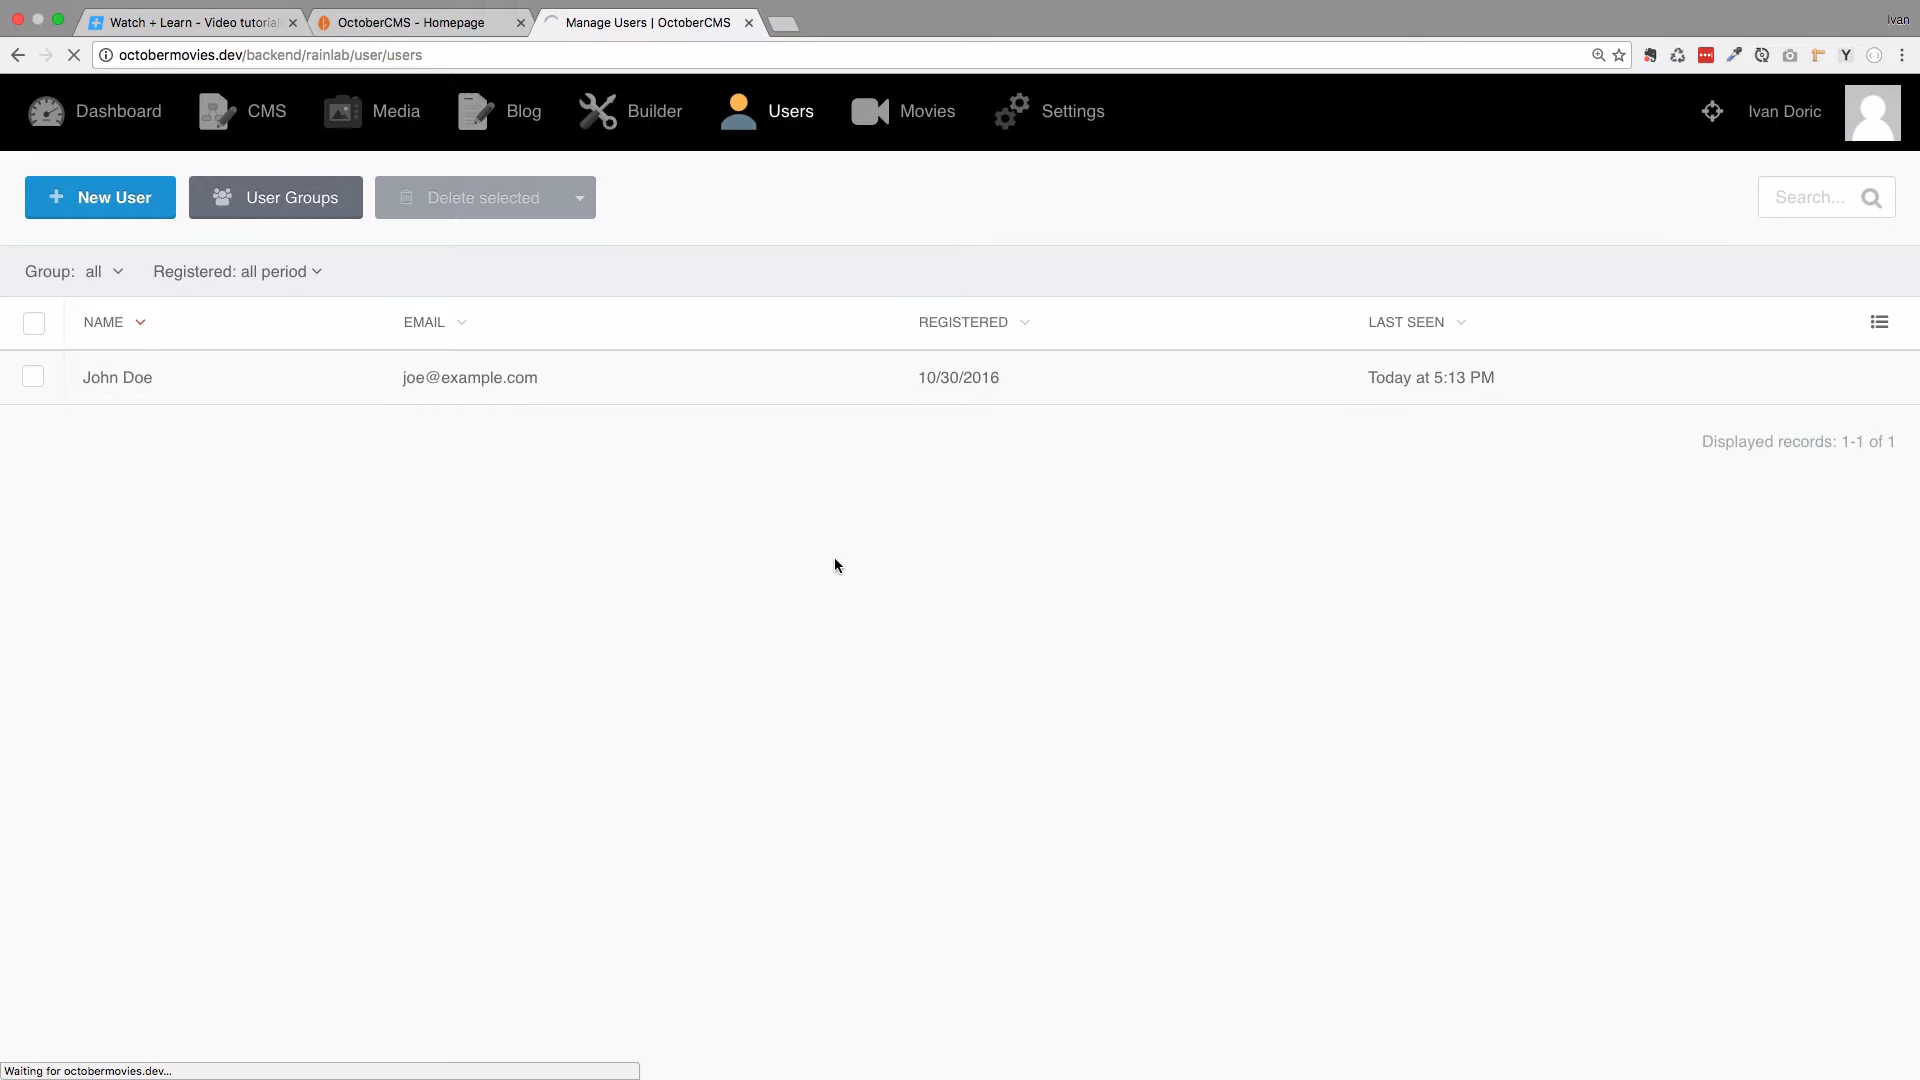 Watch + Learn - Video tutorial
OctoberCMS - Homepage
Manage Users | OctoberCMS
Ivan
octobermovies.dev/backend/rainlab/user/users
Dashboard
CMS
Media
Blog
Builder
Users
Movies
Settings
Ivan Doric
New User
User Groups
Delete selected
Search...
Group: all
Registered: all period
NAME
EMAIL
REGISTERED
LAST SEEN
John Doe
joe@example.com
10/30/2016
Today at 5:13 PM
Displayed records: 1-1 of 1
Waiting for octobermovies.dev...